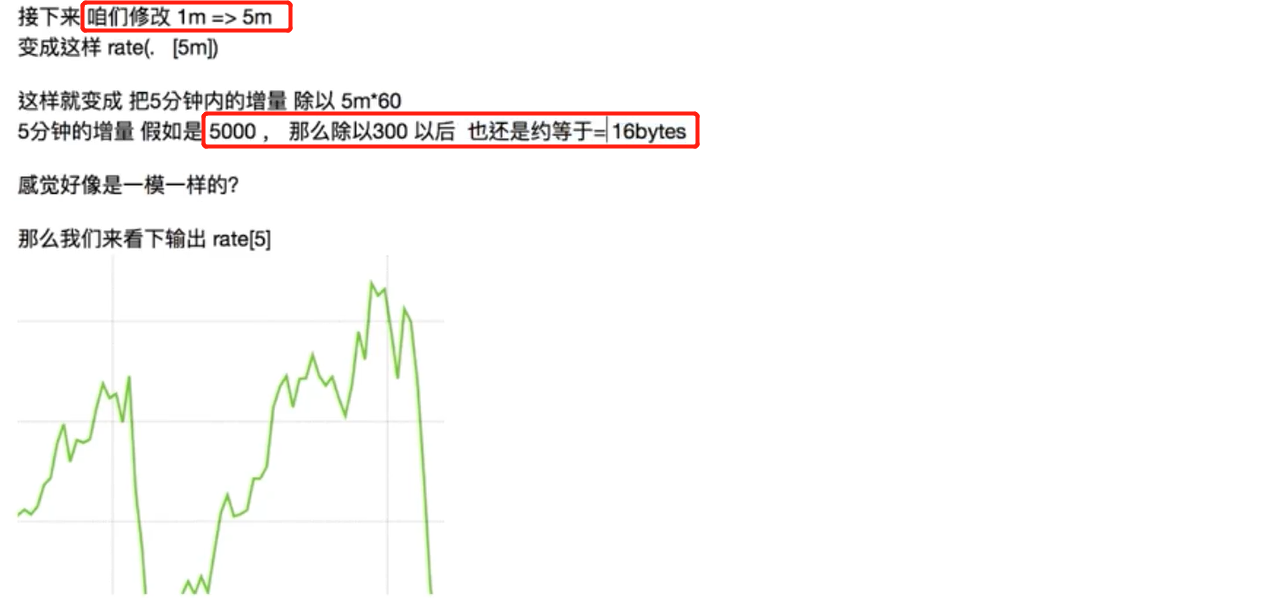 接下来 咱们修改 1m => 5m
变成这样 rate(. [5m])
这样就变成 把5分钟内的增量 除以 5m*60
5分钟的增量 假如是 5000 ， 那么除以300 以后 也还是约等于= 16bytes
感觉好像是一模一样的?
那么我们来看下输出 rate[5]